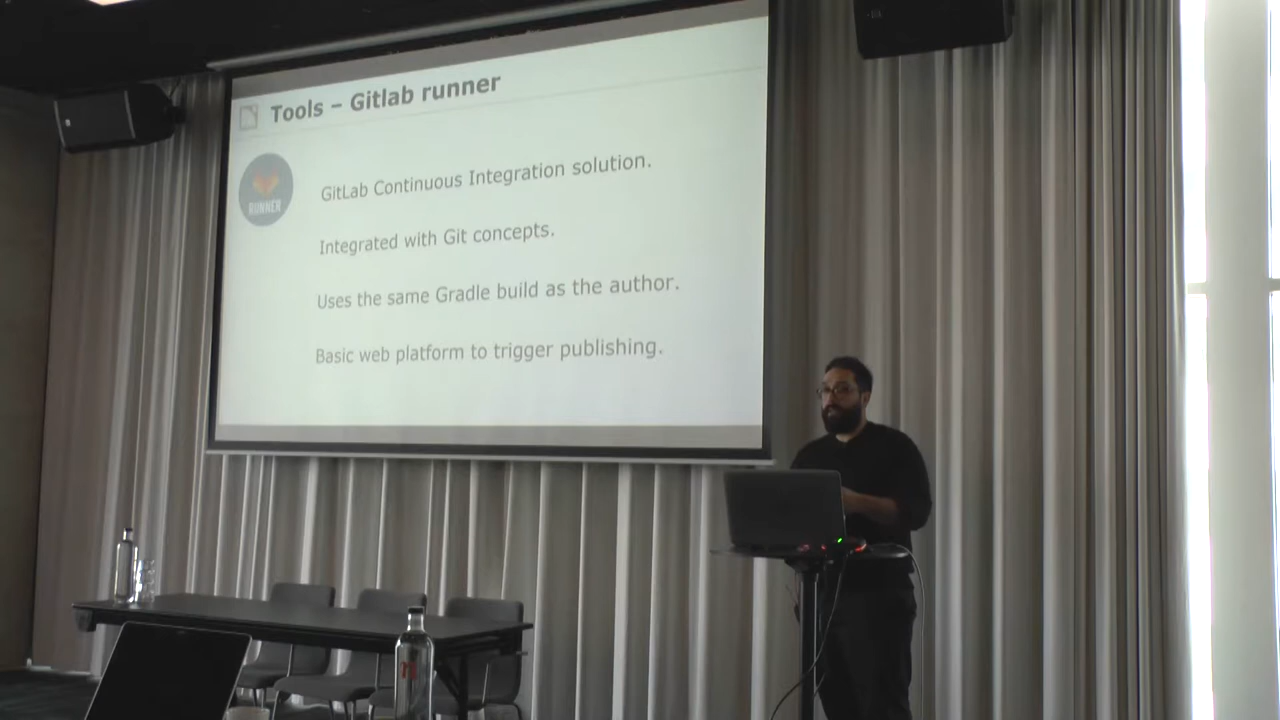 Tools – Gitlab runner
RUNNER
GitLab Continuous Integration solution.
Integrated with Git concepts.
Uses the same Gradle build as the author.
Basic web platform to trigger publishing.